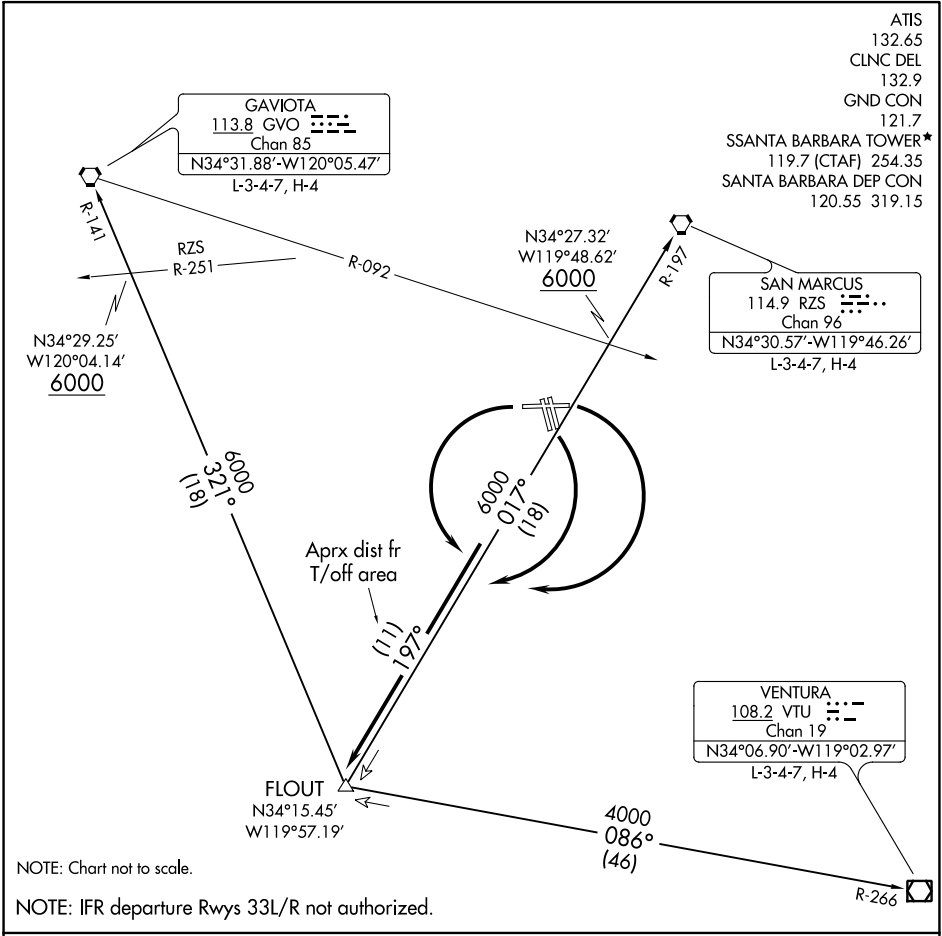 ATIS
132.65
CLNC DEL
132.9
GND CON
121.7
SSANTA BARBARA TOWER★
119.7 (CTAF) 254.35
SANTA BARBARA DEP CON
120.55 319.15
GAVIOTA
113.8 GVO
Chan 85
N34°31.88′-W120°05.47′
L-3-4-7, H-4
R-141
RZS
R-251
R-092
N34°27.32′
W119°48.62′
6000
R-197
SAN MARCUS
114.9 RZS
Chan 96
N34°30.57′-W119°46.26′
L-3-4-7, H-4
N34°29.25′
W120°04.14′
6000
6000
321°
(18)
6000
017°
(18)
Aprx dist fr
T/off area
(11)
197°
VENTURA
108.2 VTU
Chan 19
N34°06.90′-W119°02.97′
L-3-4-7, H-4
FLOUT
N34°15.45′
W119°57.19′
4000
086°
(46)
R-266
NOTE: Chart not to scale.
NOTE: IFR departure Rwys 33L/R not authorized.